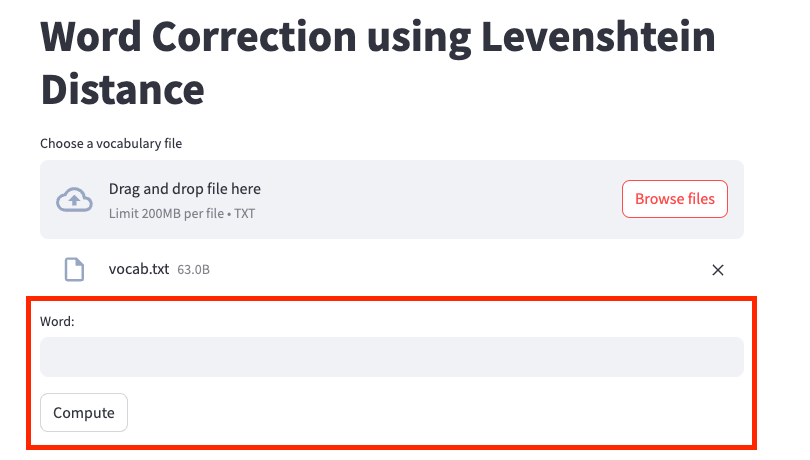 Word Correction using Levenshtein
Distance
Choose a vocabulary file
Drag and drop file here
Browse files
Limit 200MB per file • TXT
vocab.txt 63.0B
Word:
Compute